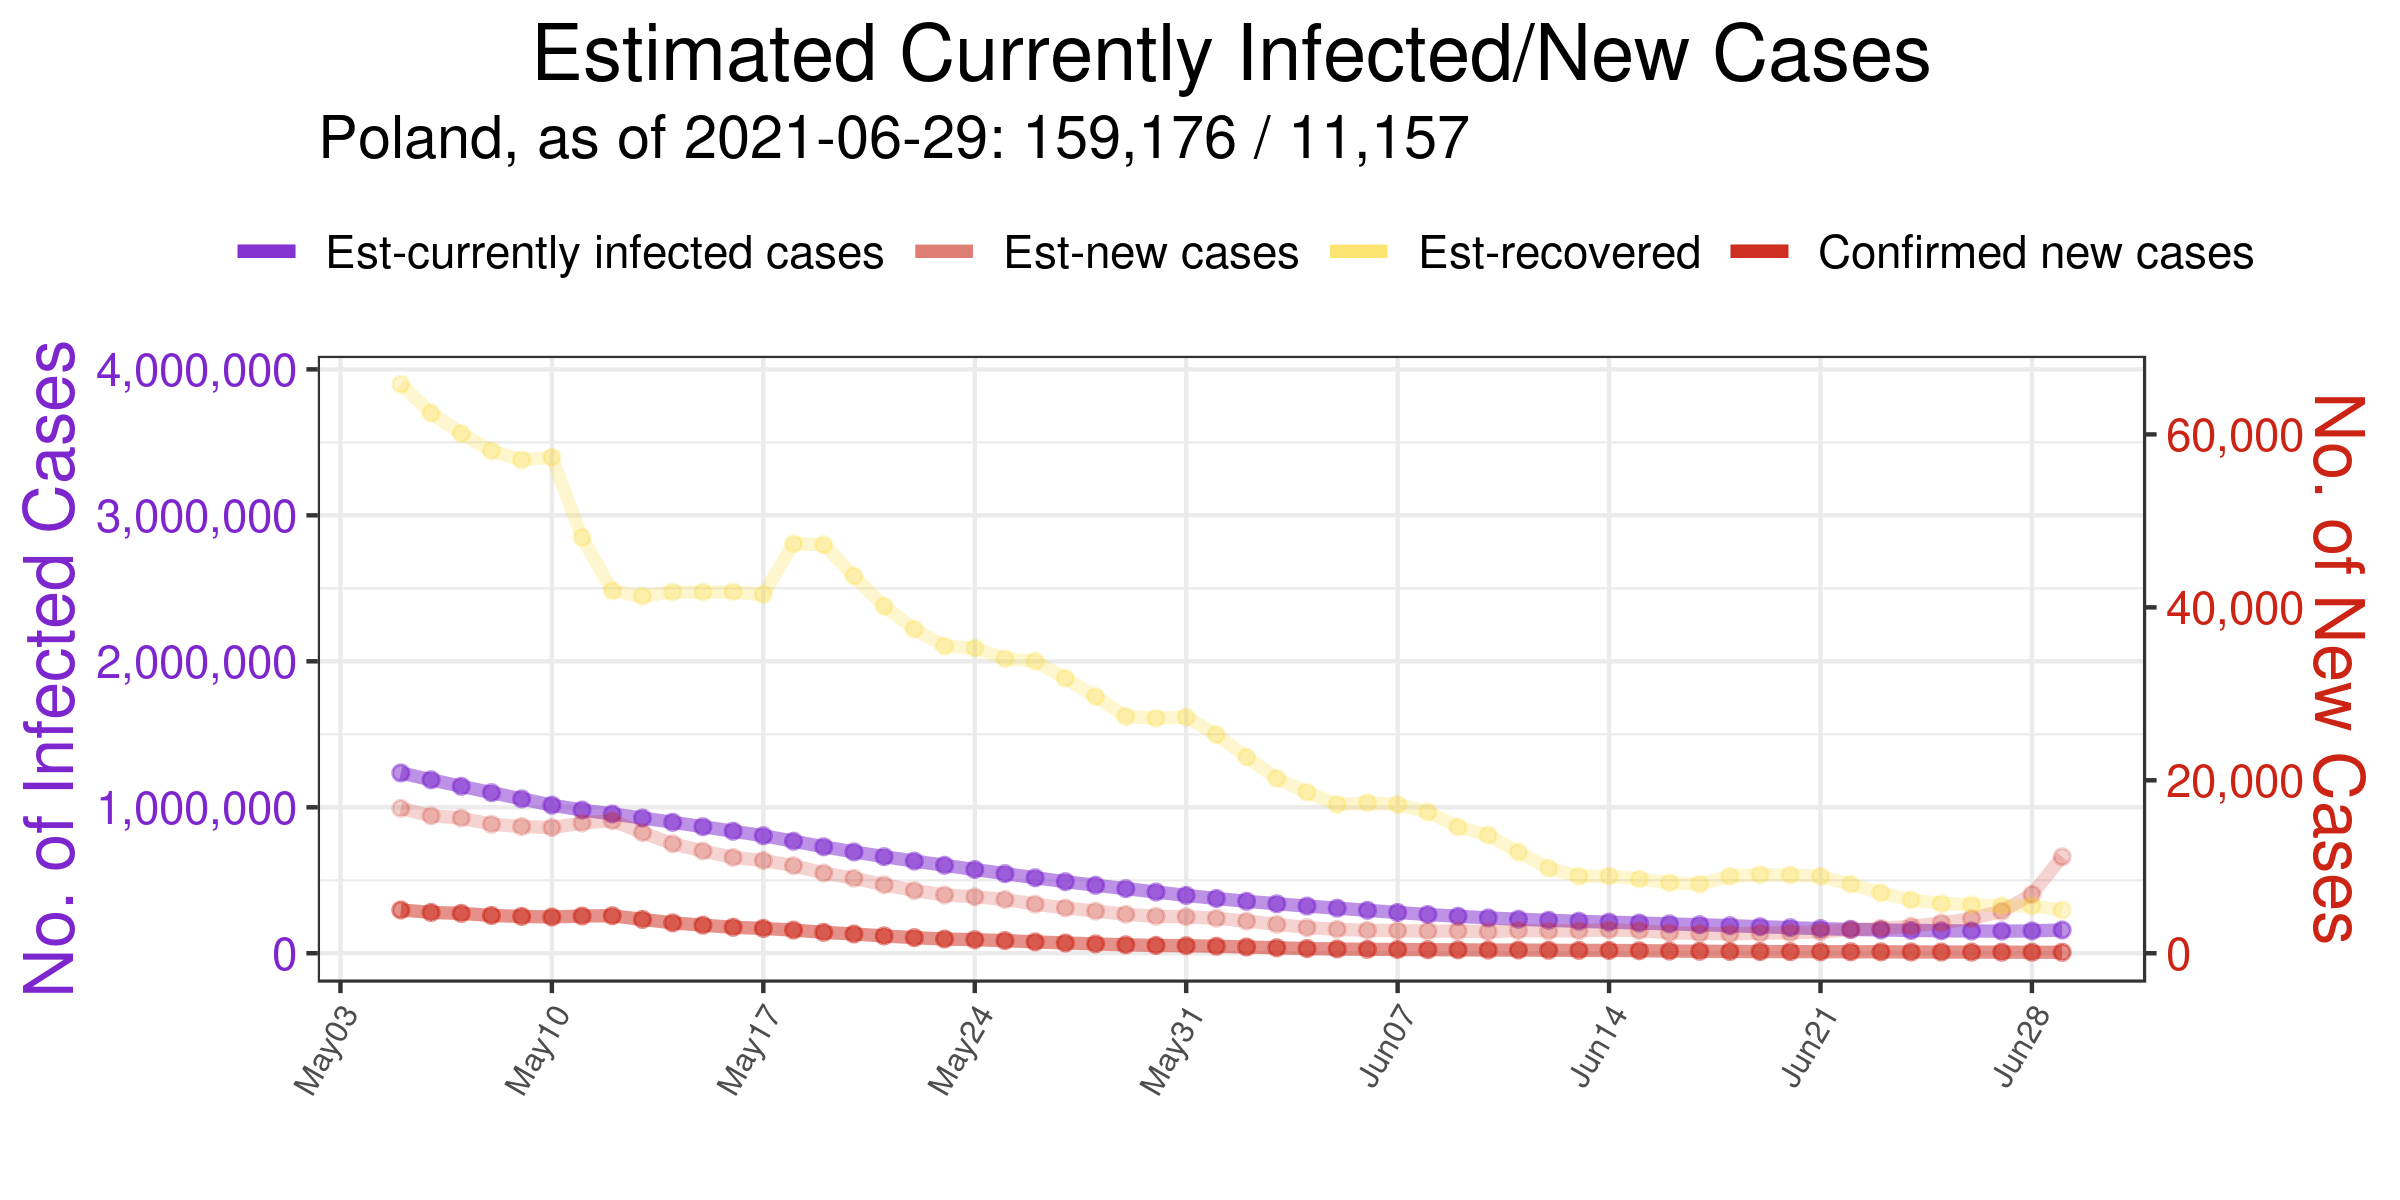 Estimated Currently Infected/New Cases
Poland, as of 2021-06-29: 159,176 / 11,157
Est-currently infected cases Est-new cases Est-recovered Confirmed new cases
No. of Infected Cases
4,000,000
3,000,000
2,000,000
1,000,000
0
60,000
40,000
20,000
0
No. of New Cases
May03 May10 May17 May24 May31 Jun07 Jun14 Jun21 Jun28